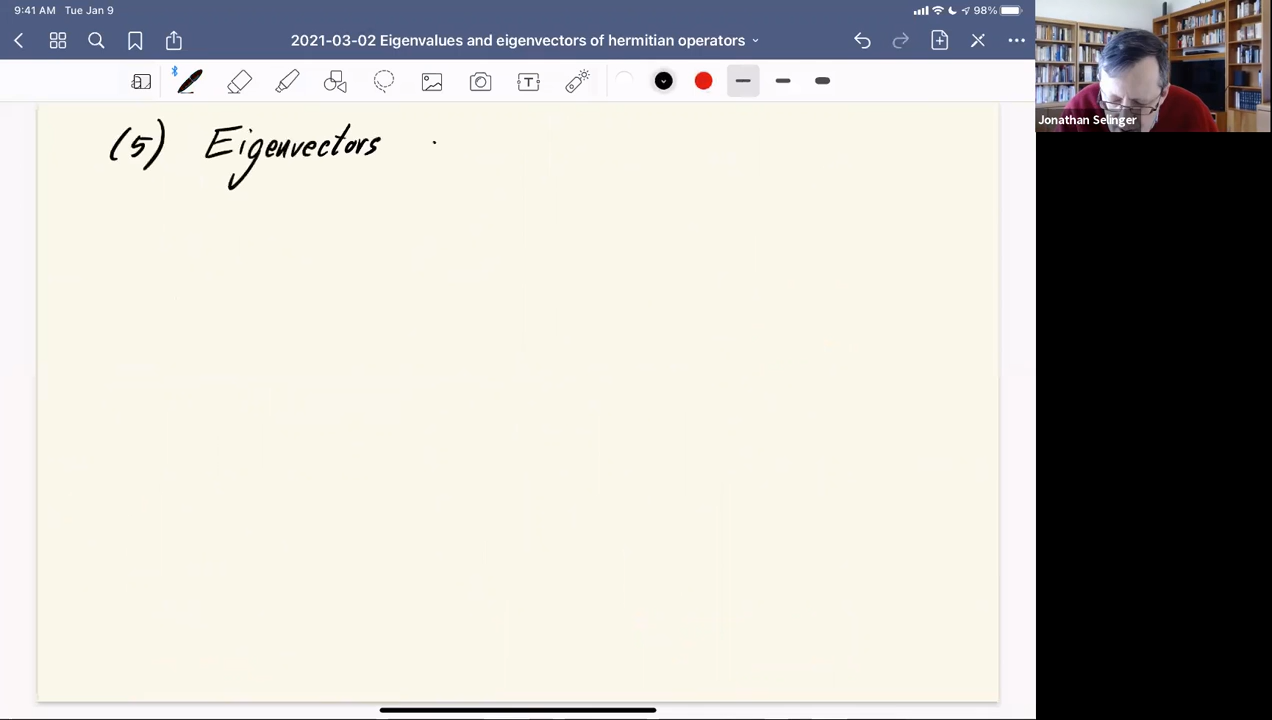 9:41 AM Tue Jan 9
98%
2021-03-02 Eigenvalues and eigenvectors of hermitian operators
T
Jonathan Selinger
(5) Eigenvectors